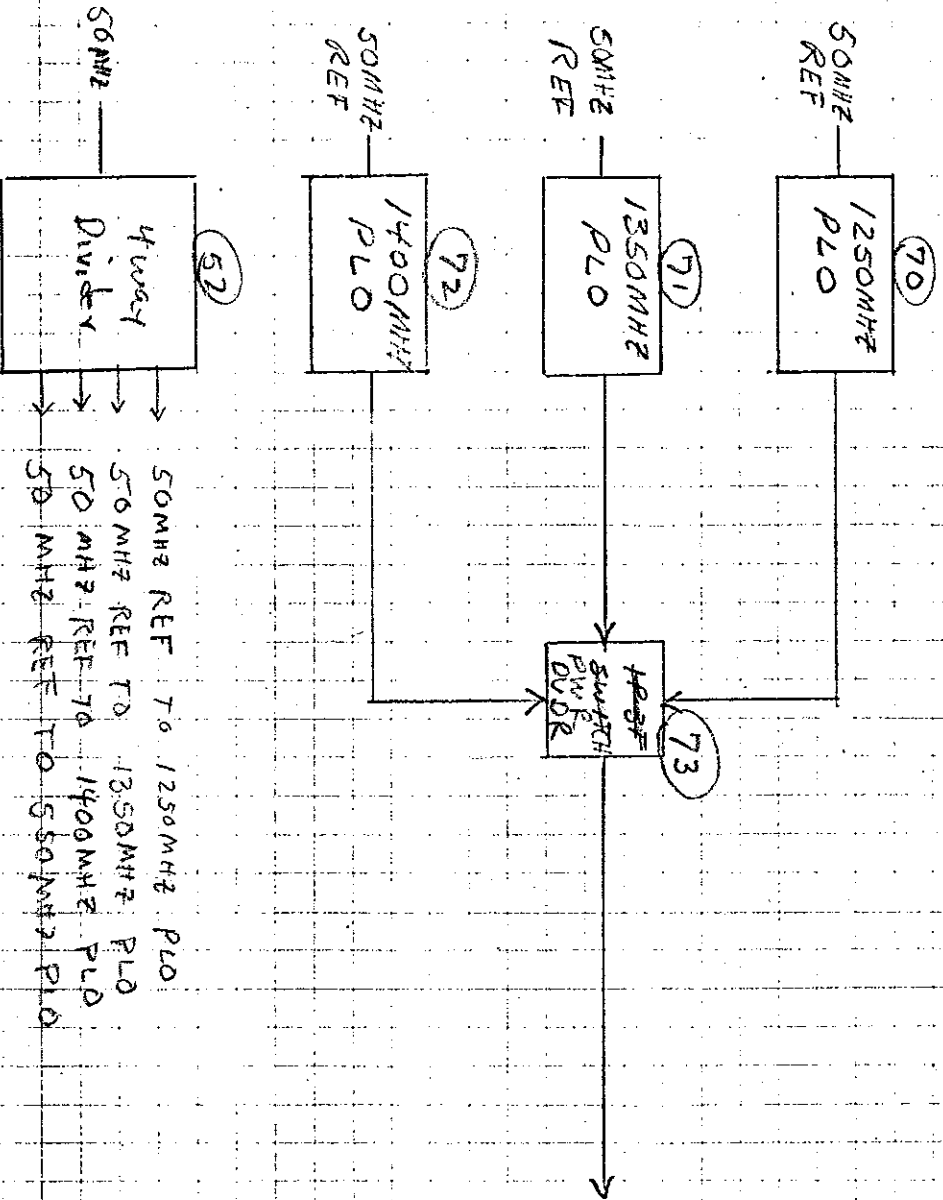 50MHZ
REF
1250MHZ
PLO
70
50MHZ
REF
1350MHZ
PLO
71
50MHZ
REF
1400MHZ
PLO
72
SWITCH
PWR
DVDR
73
50MHZ
4 way
Divider
52
50MHZ REF TO 1250MHZ PLO
50MHZ REF TO 1350MHZ PLO
50MHZ REF TO 1400MHZ PLO
50 MHZ REF TO 550MHZ PLO